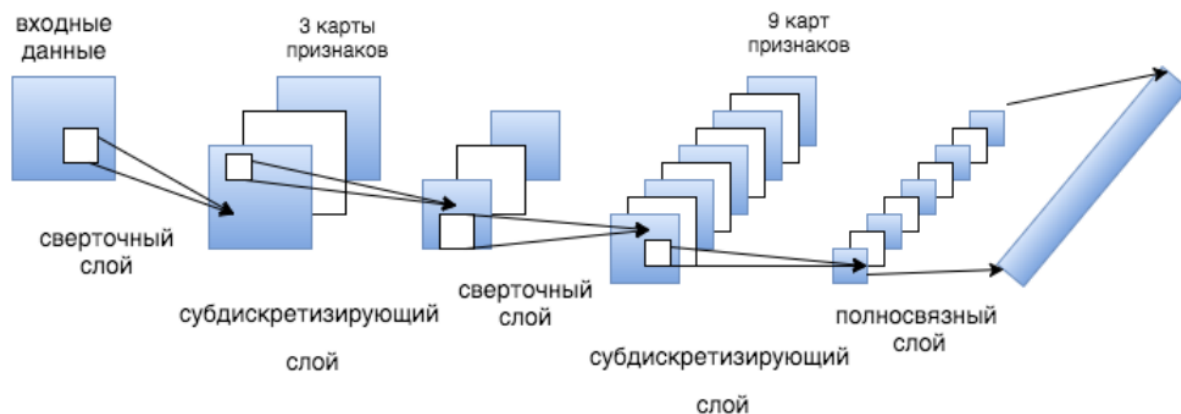 входные
данные
3 карты
признаков
9 карт
признаков
сверточный
слой
субдискретизирующий
слой
сверточный
слой
субдискретизирующий
слой
полносвязный
слой